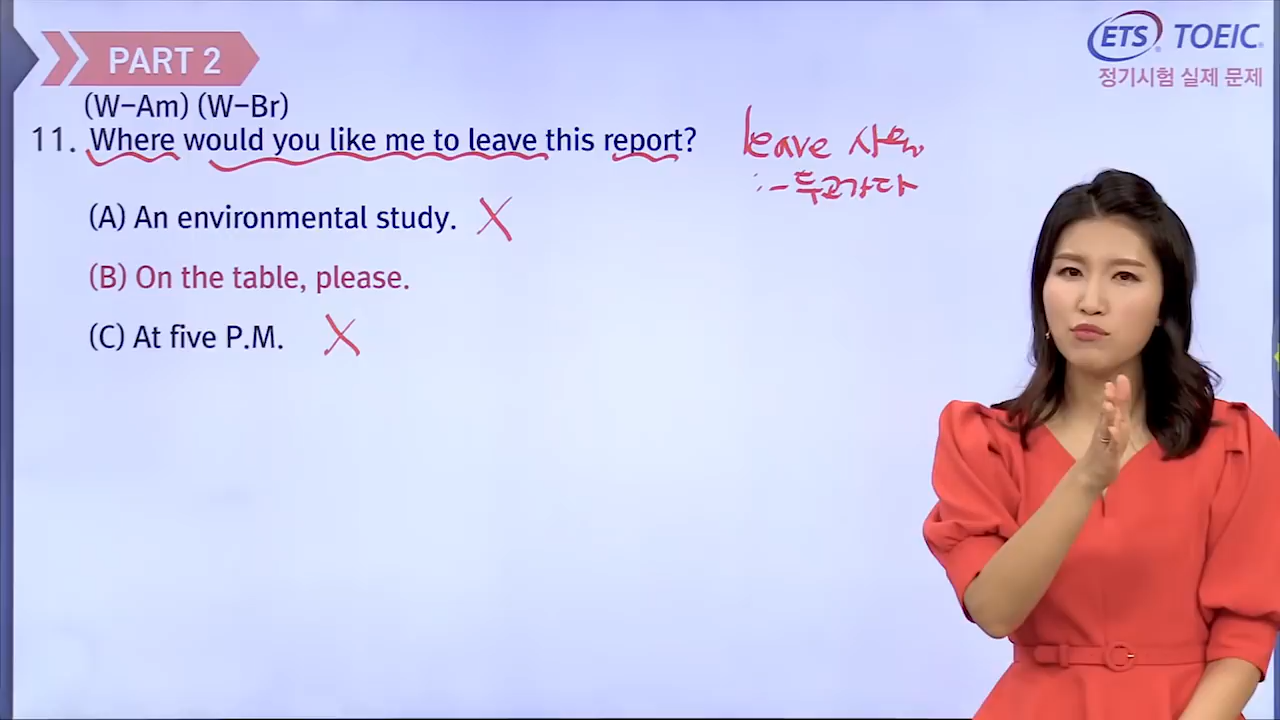 PART 2
ETS TOEIC
정기시험 실제 문제
(W-Am) (W-Br)
11. Where would you like me to leave this report?
leave 사물
:~두고가다
(A) An environmental study. X
(B) On the table, please.
(C) At five P.M. X